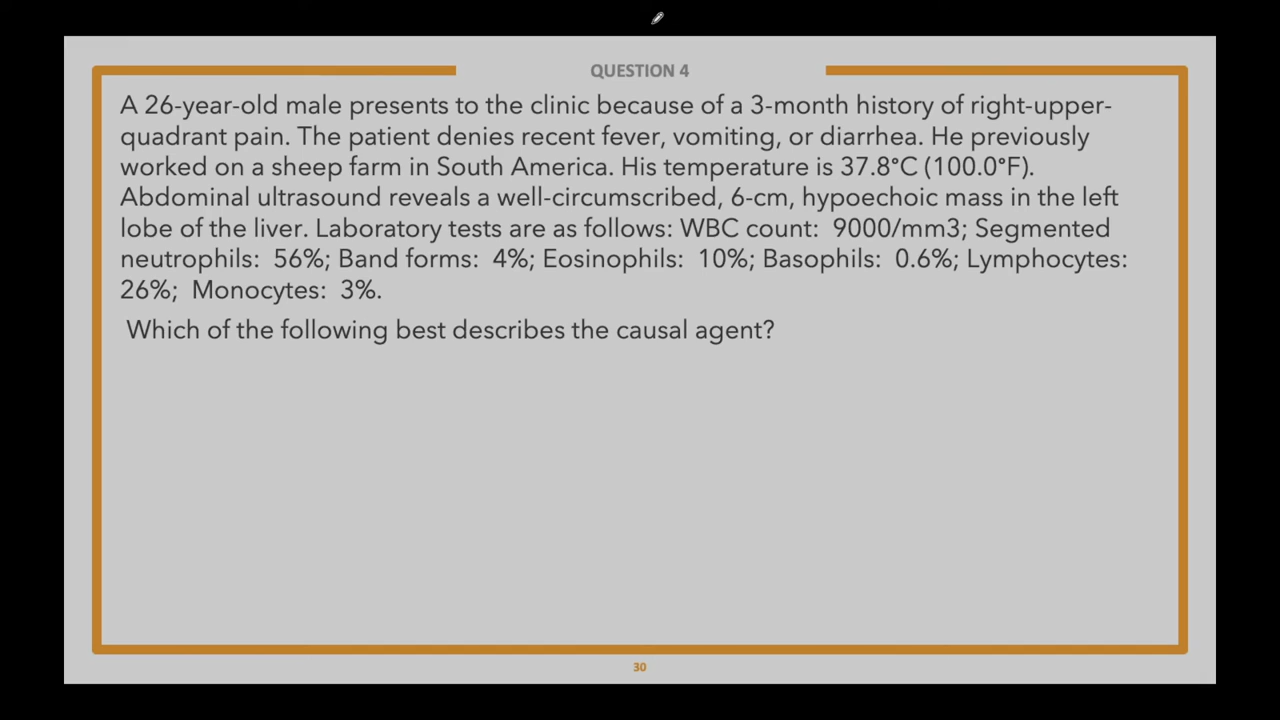 QUESTION 4
A 26-year-old male presents to the clinic because of a 3-month history of right-upper-
quadrant pain. The patient denies recent fever, vomiting, or diarrhea. He previously
worked on a sheep farm in South America. His temperature is 37.8°C (100.0°F).
Abdominal ultrasound reveals a well-circumscribed, 6-cm, hypoechoic mass in the left
lobe of the liver. Laboratory tests are as follows: WBC count:  9000/mm3; Segmented
neutrophils:  56%; Band forms:  4%; Eosinophils:  10%; Basophils:  0.6%; Lymphocytes:
26%;  Monocytes:  3%.
Which of the following best describes the causal agent?
30